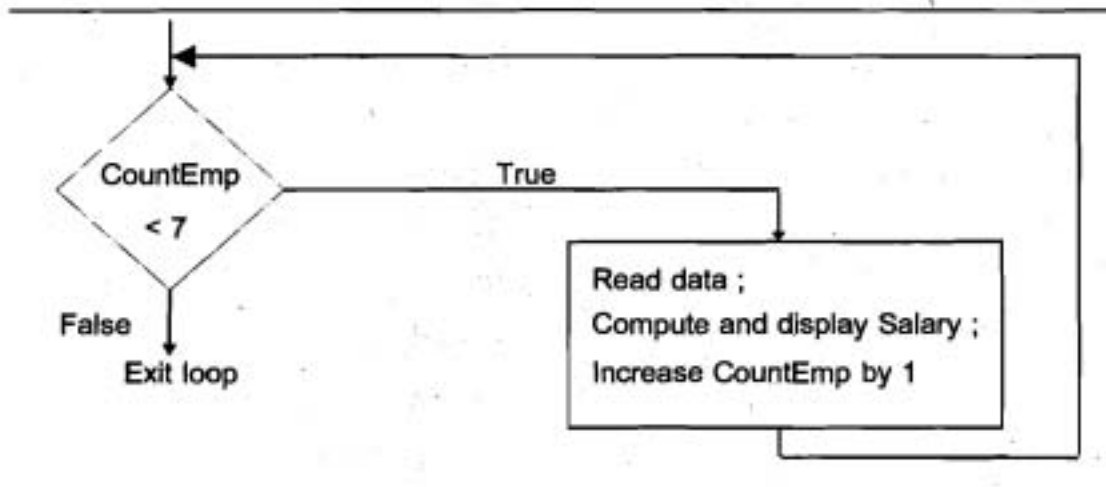 CountEmp
< 7
True
False
Exit loop
Read data ;
Compute and display Salary ;
Increase CountEmp by 1